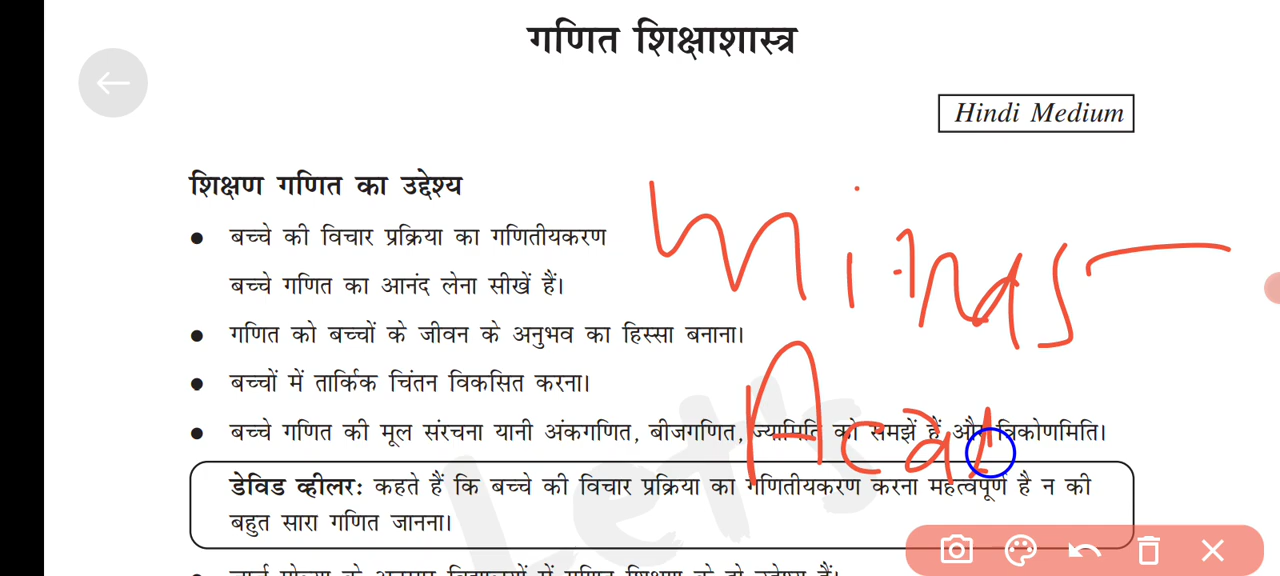 गणित शिक्षाशास्त्र
Hindi Medium
शिक्षण गणित का उद्देश्य
● बच्चे की विचार प्रक्रिया का गणितीयकरण
बच्चे गणित का आनंद लेना सीखें हैं।
● गणित को बच्चों के जीवन के अनुभव का हिस्सा बनाना।
● बच्चों में तार्किक चिंतन विकसित करना।
● बच्चे गणित की मूल संरचना यानी अंकगणित, बीजगणित, ज्यामिति को समझें हैं और त्रिकोणमिति।
डेविड व्हीलर: कहते हैं कि बच्चे की विचार प्रक्रिया का गणितीयकरण करना महत्वपूर्ण है न की
बहुत सारा गणित जानना।
Let's